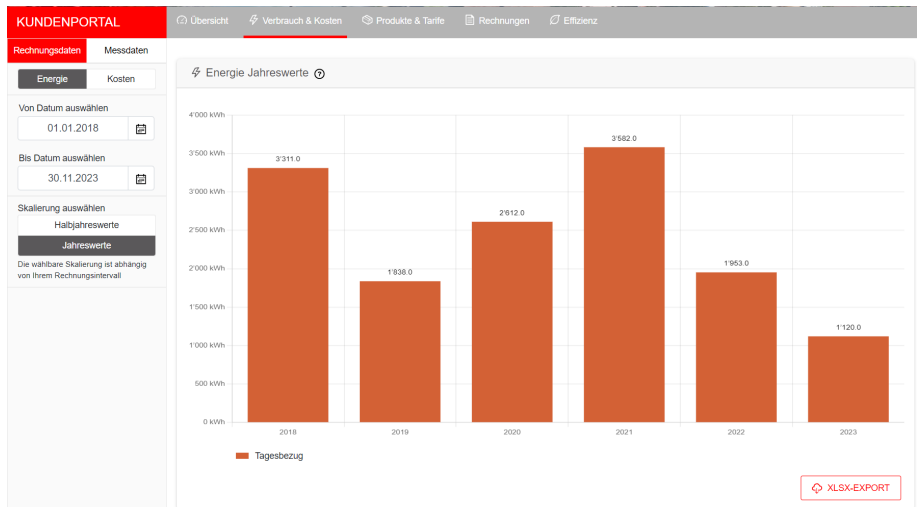 KUNDENPORTAL
Übersicht
Verbrauch & Kosten
Produkte & Tarife
Rechnungen
Effizienz
Rechnungsdaten
Messdaten
Energie
Kosten
Von Datum auswählen
01.01.2018
Bis Datum auswählen
30.11.2023
Skalierung auswählen
Halbjahreswerte
Jahreswerte
Die wählbare Skalierung ist abhängig
von Ihrem Rechnungsintervall
Energie Jahreswerte
4'000 kWh
3'500 kWh
3'000 kWh
2'500 kWh
2'000 kWh
1'500 kWh
1'000 kWh
500 kWh
0 kWh
3'311.0
1'838.0
2'612.0
3'582.0
1'953.0
1'120.0
2018
2019
2020
2021
2022
2023
Tagesbezug
XLSX-EXPORT